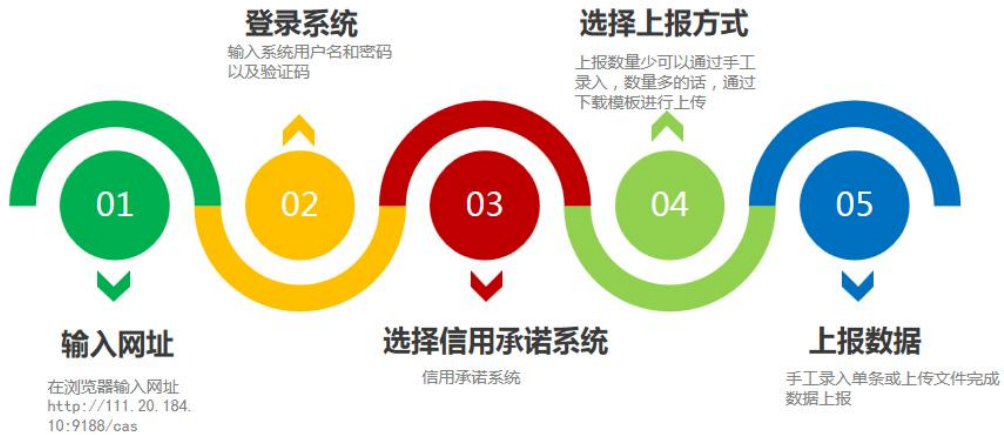 01
输入网址
在浏览器输入网址
http://111.20.184.
10:9188/cas
登录系统
输入系统用户名和密码
以及验证码
02
03
选择信用承诺系统
信用承诺系统
选择上报方式
上报数量少可以通过手工
录入，数量多的话，通过
下载模板进行上传
04
05
上报数据
手工录入单条或上传文件完成
数据上报